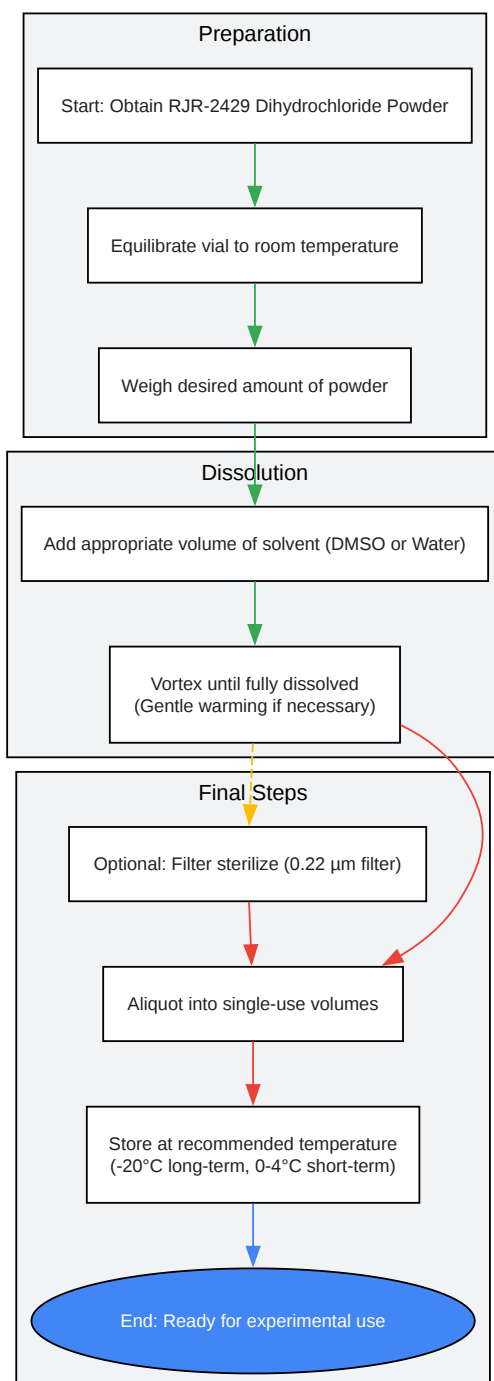 Preparation
Start: Obtain RJR-2429 Dihydrochloride Powder
Equilibrate vial to room temperature
Weigh desired amount of powder
Dissolution
Add appropriate volume of solvent (DMSO or Water)
Vortex until fully dissolved
(Gentle warming if necessary)
Final Steps
Optional: Filter sterilize (0.22 µm filter)
Aliquot into single-use volumes
Store at recommended temperature
(-20°C long-term, 0-4°C short-term)
End: Ready for experimental use